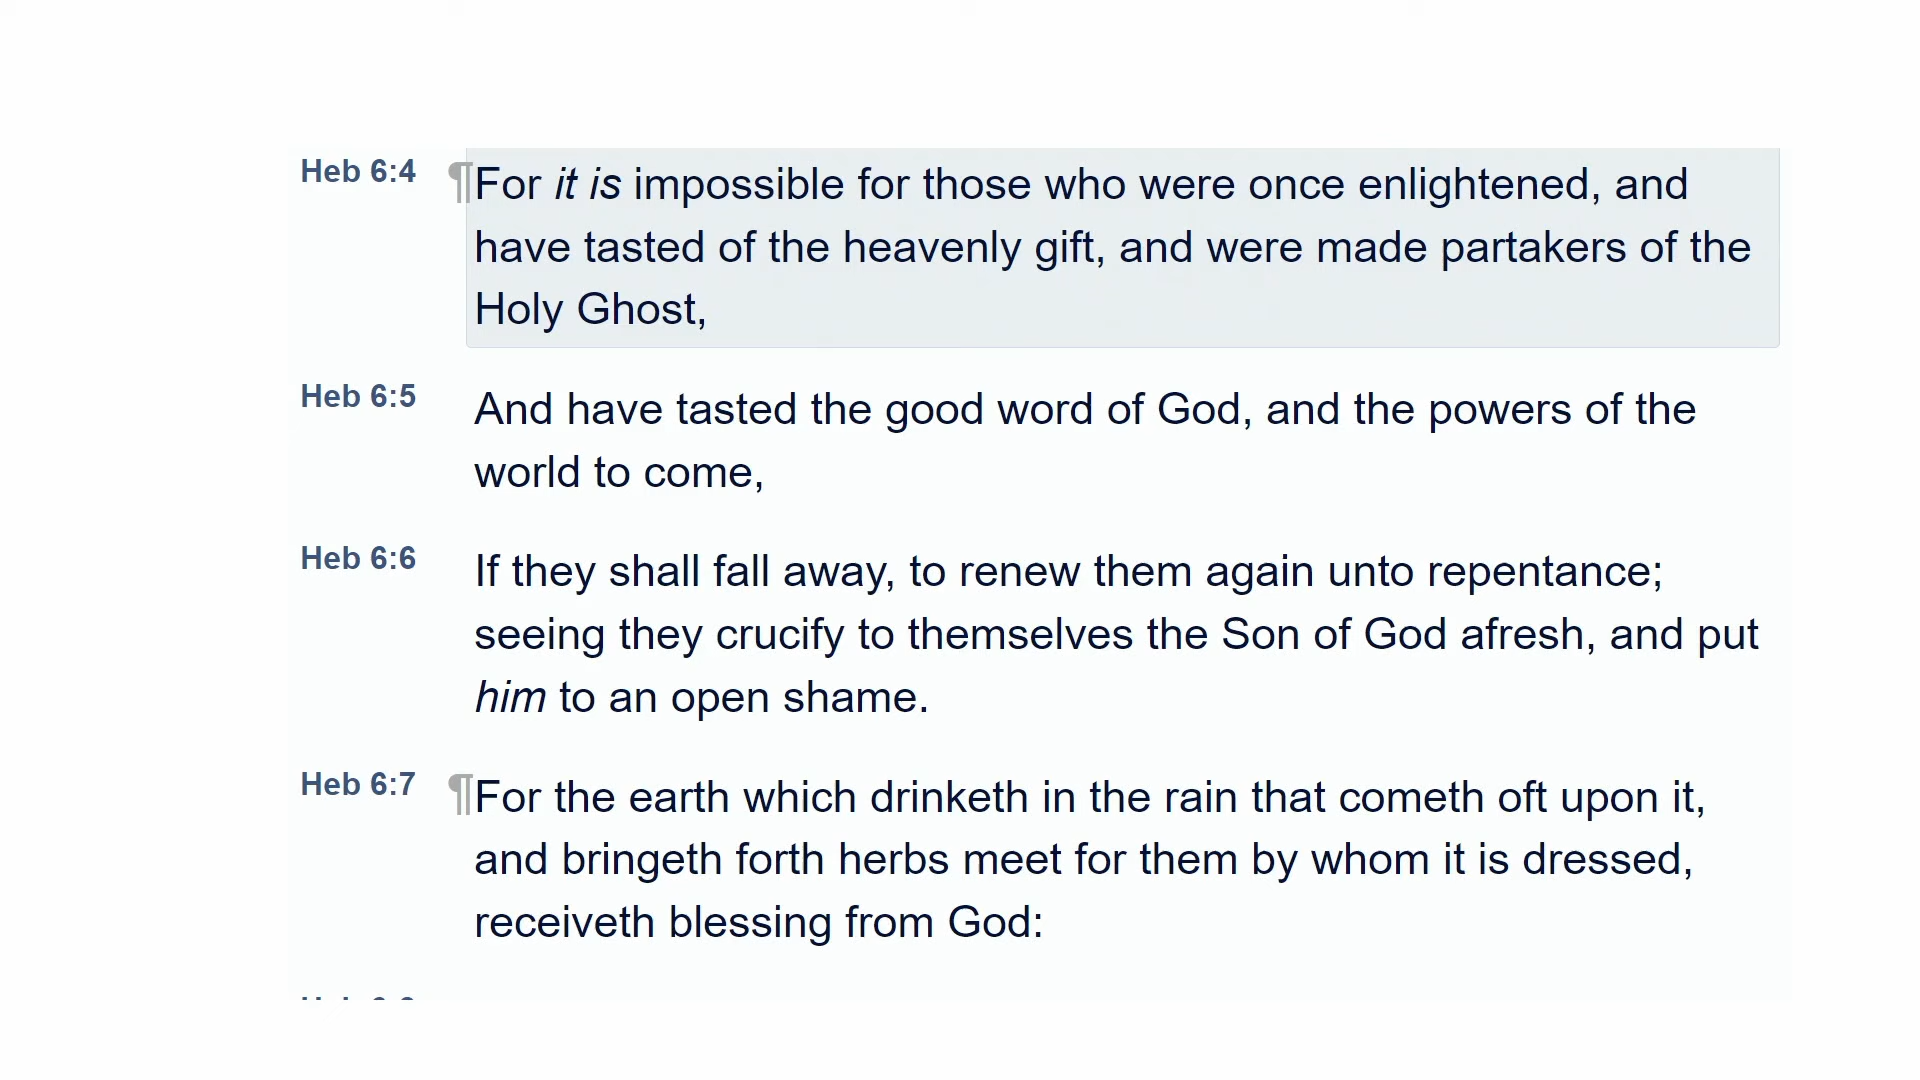 Heb 6:4 ¶For it is impossible for those who were once enlightened, and
have tasted of the heavenly gift, and were made partakers of the
Holy Ghost,
Heb 6:5 And have tasted the good word of God, and the powers of the
world to come,
Heb 6:6 If they shall fall away, to renew them again unto repentance;
seeing they crucify to themselves the Son of God afresh, and put
him to an open shame.
Heb 6:7 ¶For the earth which drinketh in the rain that cometh oft upon it,
and bringeth forth herbs meet for them by whom it is dressed,
receiveth blessing from God: